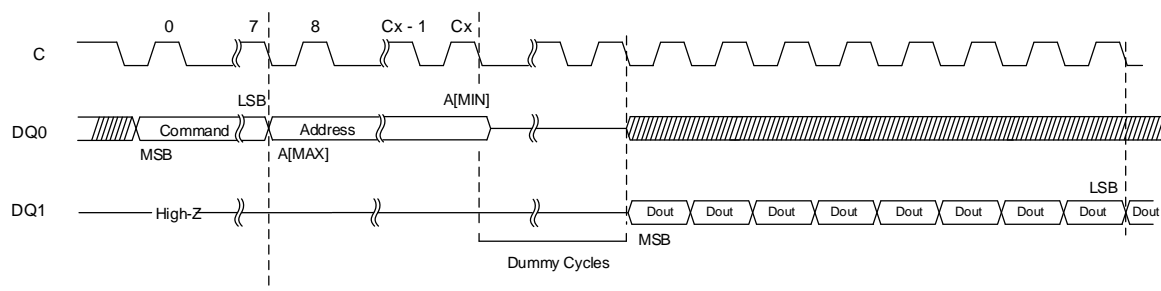 0 7 8 Cx - 1 Cx
C
LSB A[MIN]
DQ0 Command Address
MSB A[MAX]
LSB
DQ1 High-Z Dout Dout Dout Dout Dout Dout Dout Dout Dout
MSB
Dummy Cycles